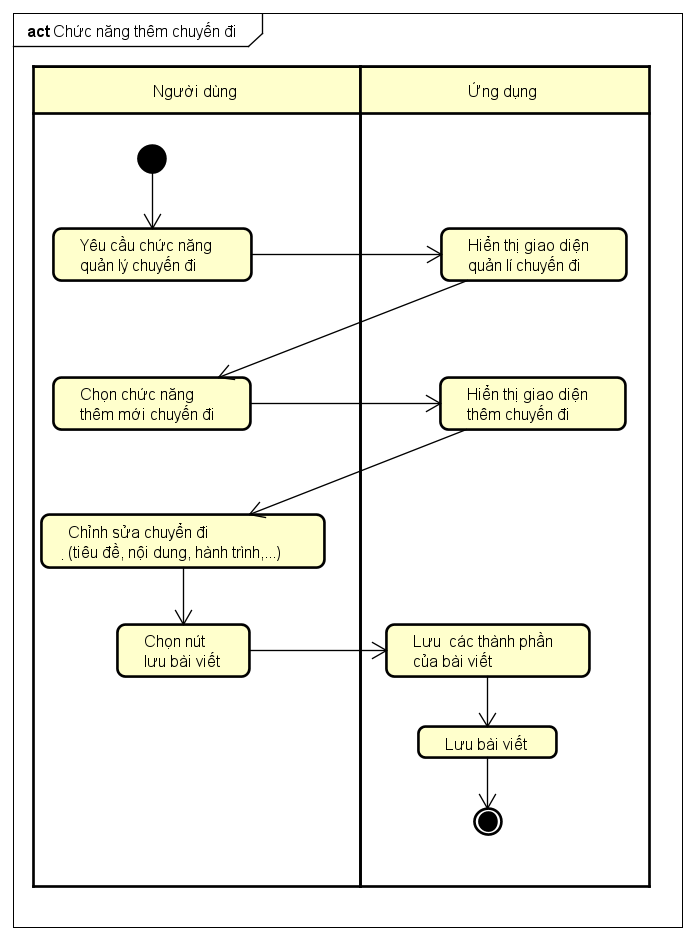 act Chức năng thêm chuyến đi
Người dùng
Ứng dụng
Yêu cầu chức năng
quản lý chuyến đi
Hiển thị giao diện
quản lí chuyến đi
Chọn chức năng
thêm mới chuyến đi
Hiển thị giao diện
thêm chuyến đi
Chỉnh sửa chuyển đi
. (tiêu đề, nội dung, hành trình,...)
Chọn nút
lưu bài viết
Lưu  các thành phần
của bài viết
Lưu bài viết